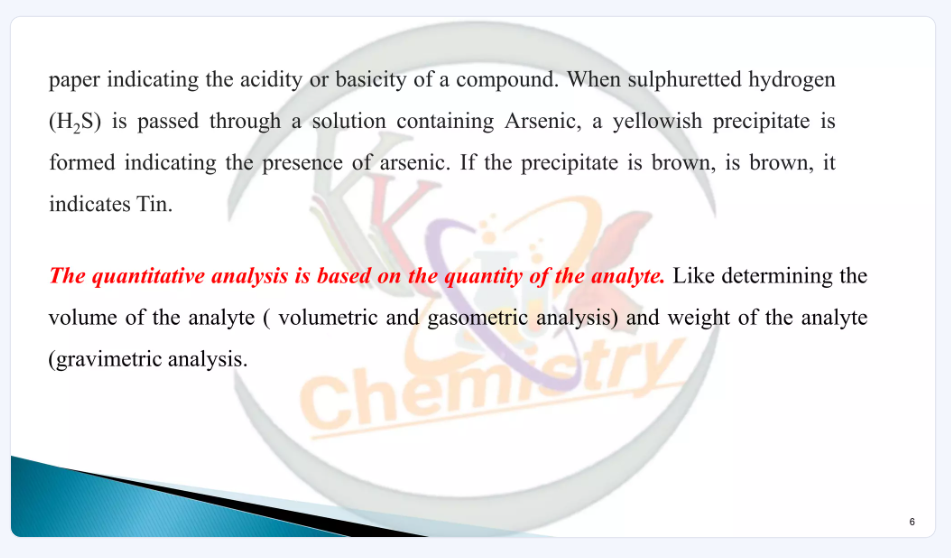 paper indicating the acidity or basicity of a compound. When sulphuretted hydrogen
(H₂S) is passed through a solution containing Arsenic, a yellowish precipitate is
formed indicating the presence of arsenic. If the precipitate is brown, is brown, it
indicates Tin.
The quantitative analysis is based on the quantity of the analyte. Like determining the
volume of the analyte ( volumetric and gasometric analysis) and weight of the analyte
(gravimetric analysis.
KK
Chemistry
6